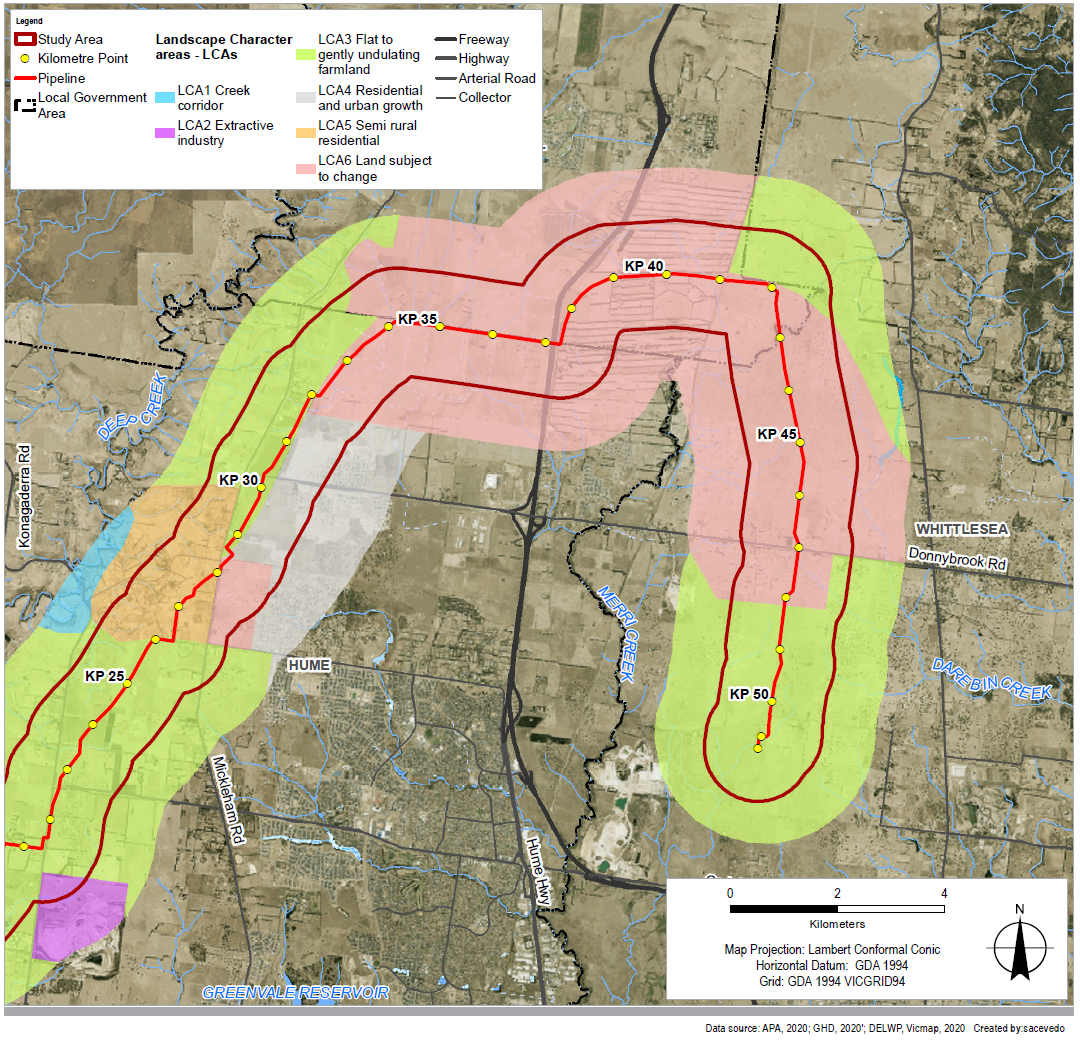 Legend
Study Area
Kilometre Point
Pipeline
Local Government
Area
Landscape Character
areas - LCAs
LCA1 Creek
corridor
LCA2 Extractive
industry
LCA3 Flat to
gently undulating
farmland
LCA4 Residential
and urban growth
LCA5 Semi rural
residential
LCA6 Land subject
to change
Freeway
Highway
Arterial Road
Collector
KP 40
KP 35
DEEP CREEK
KP 45
Konagaderra Rd
KP 30
WHITTLESEA
Donnybrook Rd
MERRI CREEK
HUME
KP 25
DAREBIN CREEK
KP 50
Mickleham Rd
Hume Hwy
GREENVALE RESERVOIR
0 2 4
Kilometers
Map Projection: Lambert Conformal Conic
Horizontal Datum: GDA 1994
Grid: GDA 1994 VICGRID94
N
Data source: APA, 2020; GHD, 2020'; DELWP, Vicmap, 2020 Created by:sacevedo